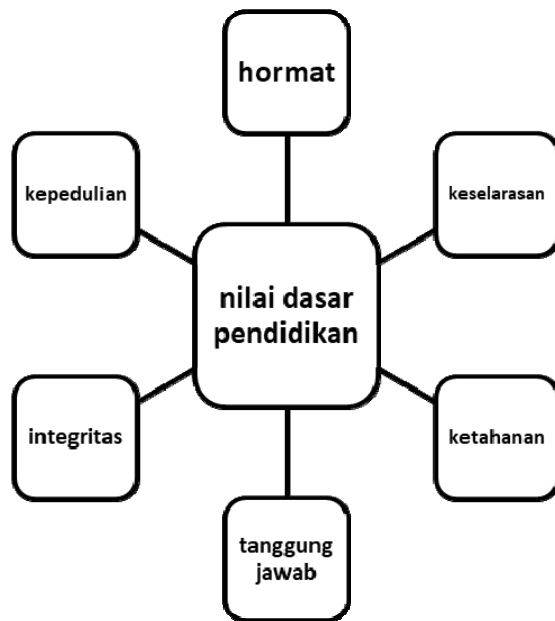 hormat
kepedulian
keselarasan
nilai dasar
pendidikan
integritas
ketahanan
tanggung
jawab